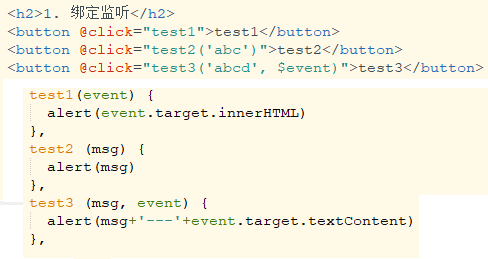 <h2>1. 绑定监听</h2>
<button @click="test1">test1</button>
<button @click="test2('abc')">test2</button>
<button @click="test3('abcd', $event)">test3</button>
test1(event) {
  alert(event.target.innerHTML)
},
test2 (msg) {
  alert(msg)
},
test3 (msg, event) {
  alert(msg+'---'+event.target.textContent)
},